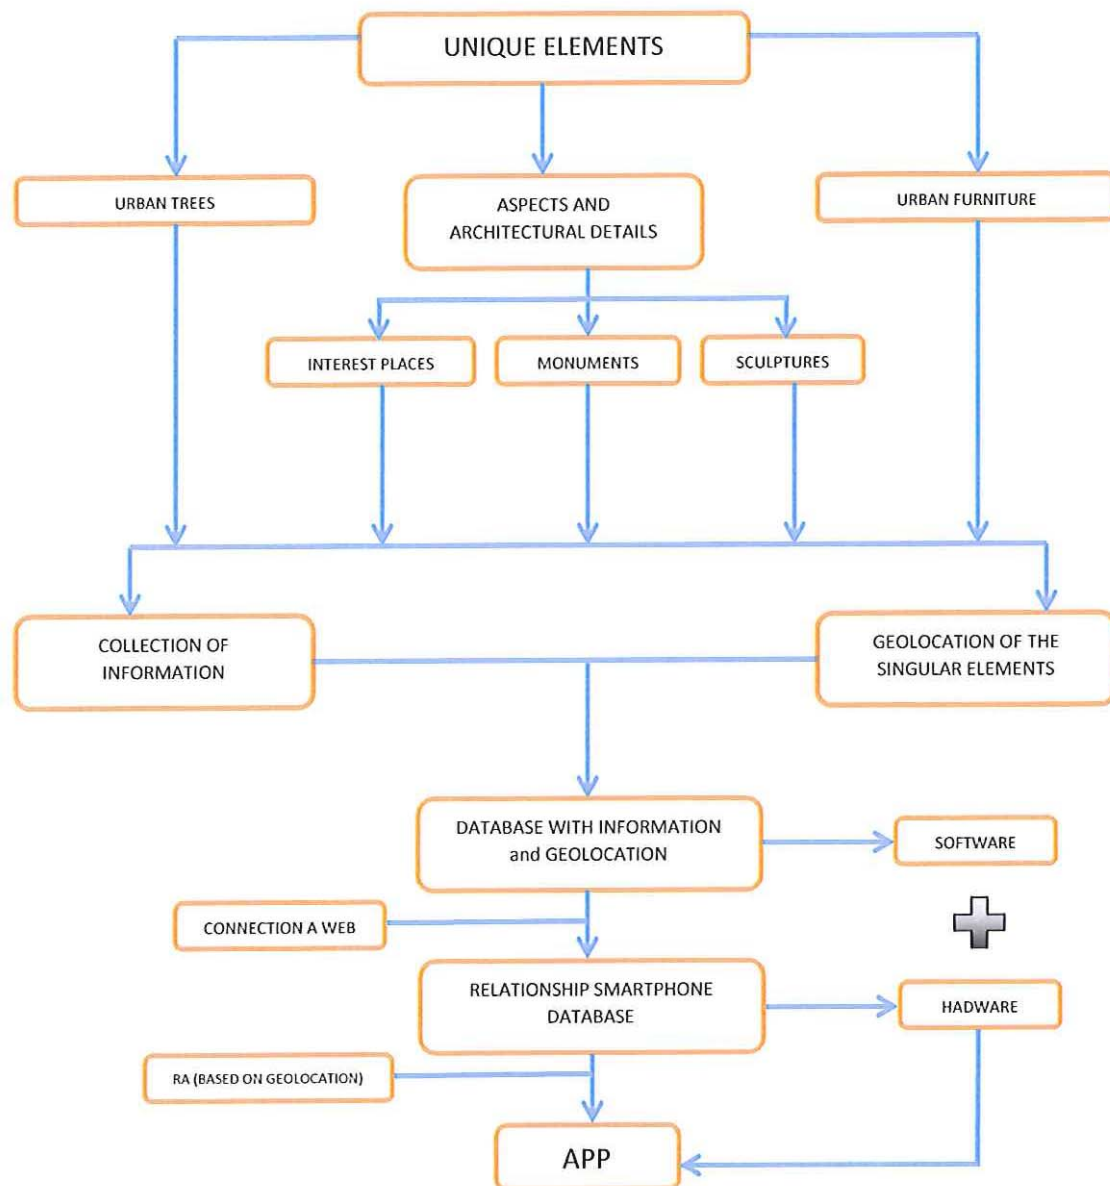 UNIQUE ELEMENTS
URBAN TREES
ASPECTS AND
ARCHITECTURAL DETAILS
URBAN FURNITURE
INTEREST PLACES
MONUMENTS
SCULPTURES
COLLECTION OF
INFORMATION
GEOLOCATION OF THE
SINGULAR ELEMENTS
DATABASE WITH INFORMATION
and GEOLOCATION
SOFTWARE
CONNECTION A WEB
RELATIONSHIP SMARTPHONE
DATABASE
HADWARE
RA (BASED ON GEOLOCATION)
APP